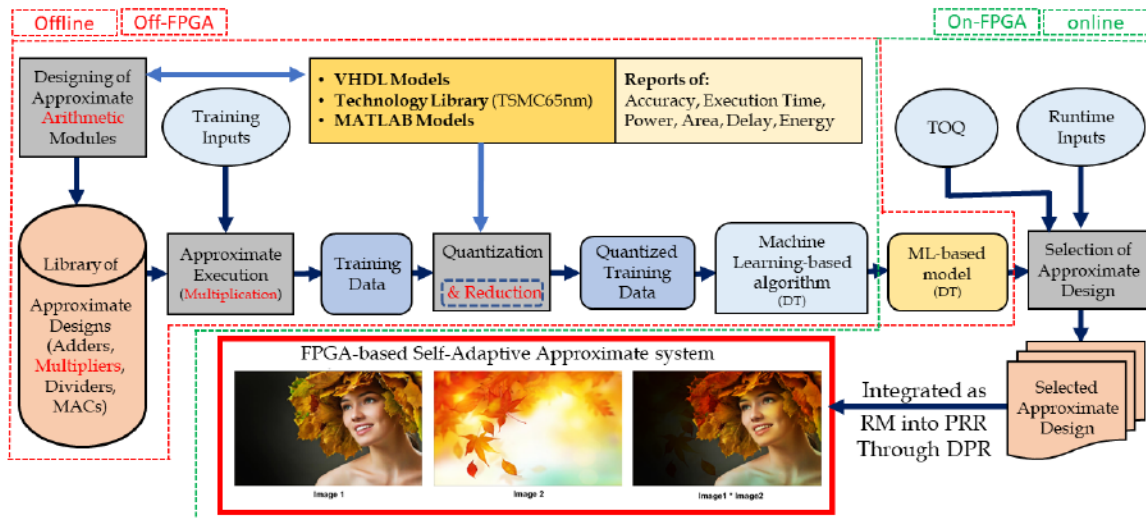 Offline
Off-FPGA
On-FPGA
online
Designing of
Approximate
Arithmetic
Modules
Training
Inputs
• VHDL Models
• Technology Library (TSMC65nm)
• MATLAB Models
Reports of:
Accuracy, Execution Time,
Power, Area, Delay, Energy
TOQ
Runtime
Inputs
Library of
Approximate
Designs
(Adders,
Multipliers,
Dividers,
MACs)
Approximate
Execution
(Multiplication)
Training
Data
Quantization
& Reduction
Quantized
Training
Data
Machine
Learning-based
algorithm
(DT)
ML-based
model
(DT)
Selection of
Approximate
Design
FPGA-based Self-Adaptive Approximate system
Image 1
Image 2
Image1 * Image2
Integrated as
RM into PRR
Through DPR
Selected
Approximate
Design